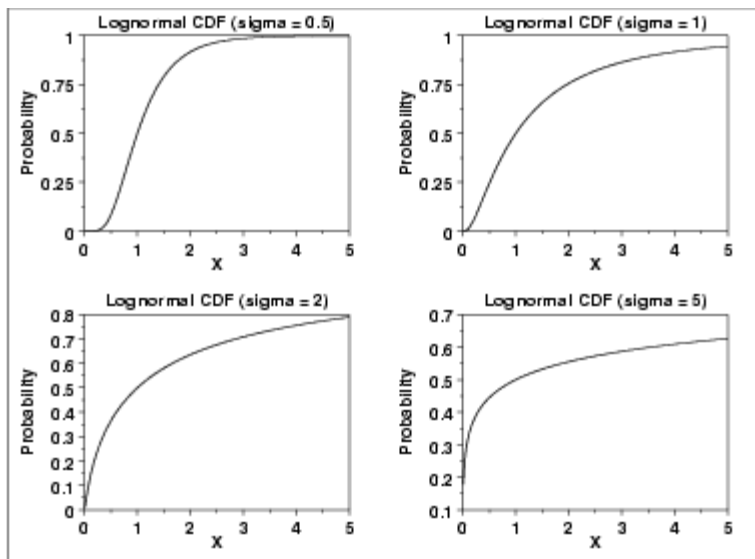 Lognormal CDF (sigma = 0.5)
1
0.75
0.5
0.25
0
Probability
0 1 2 3 4 5
X
Lognormal CDF (sigma = 1)
1
0.75
0.5
0.25
0
Probability
0 1 2 3 4 5
X
Lognormal CDF (sigma = 2)
0.8
0.7
0.6
0.5
0.4
0.3
0.2
0.1
0
Probability
0 1 2 3 4 5
X
Lognormal CDF (sigma = 5)
0.7
0.6
0.5
0.4
0.3
0.2
0.1
Probability
0 1 2 3 4 5
X